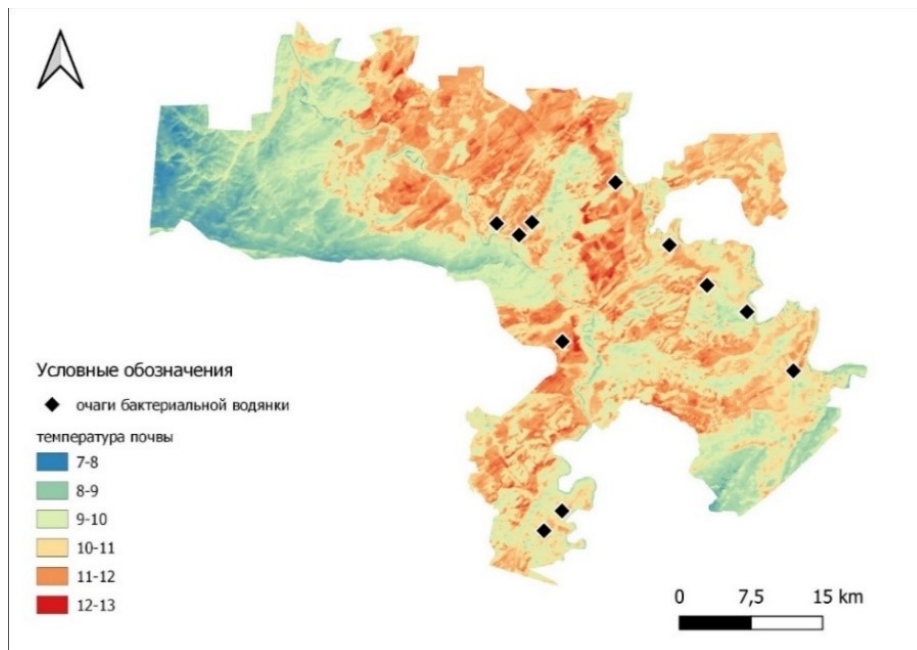 Условные обозначения
очаги бактериальной водянки
температура почвы
7-8
8-9
9-10
10-11
11-12
12-13
0 7,5 15 km